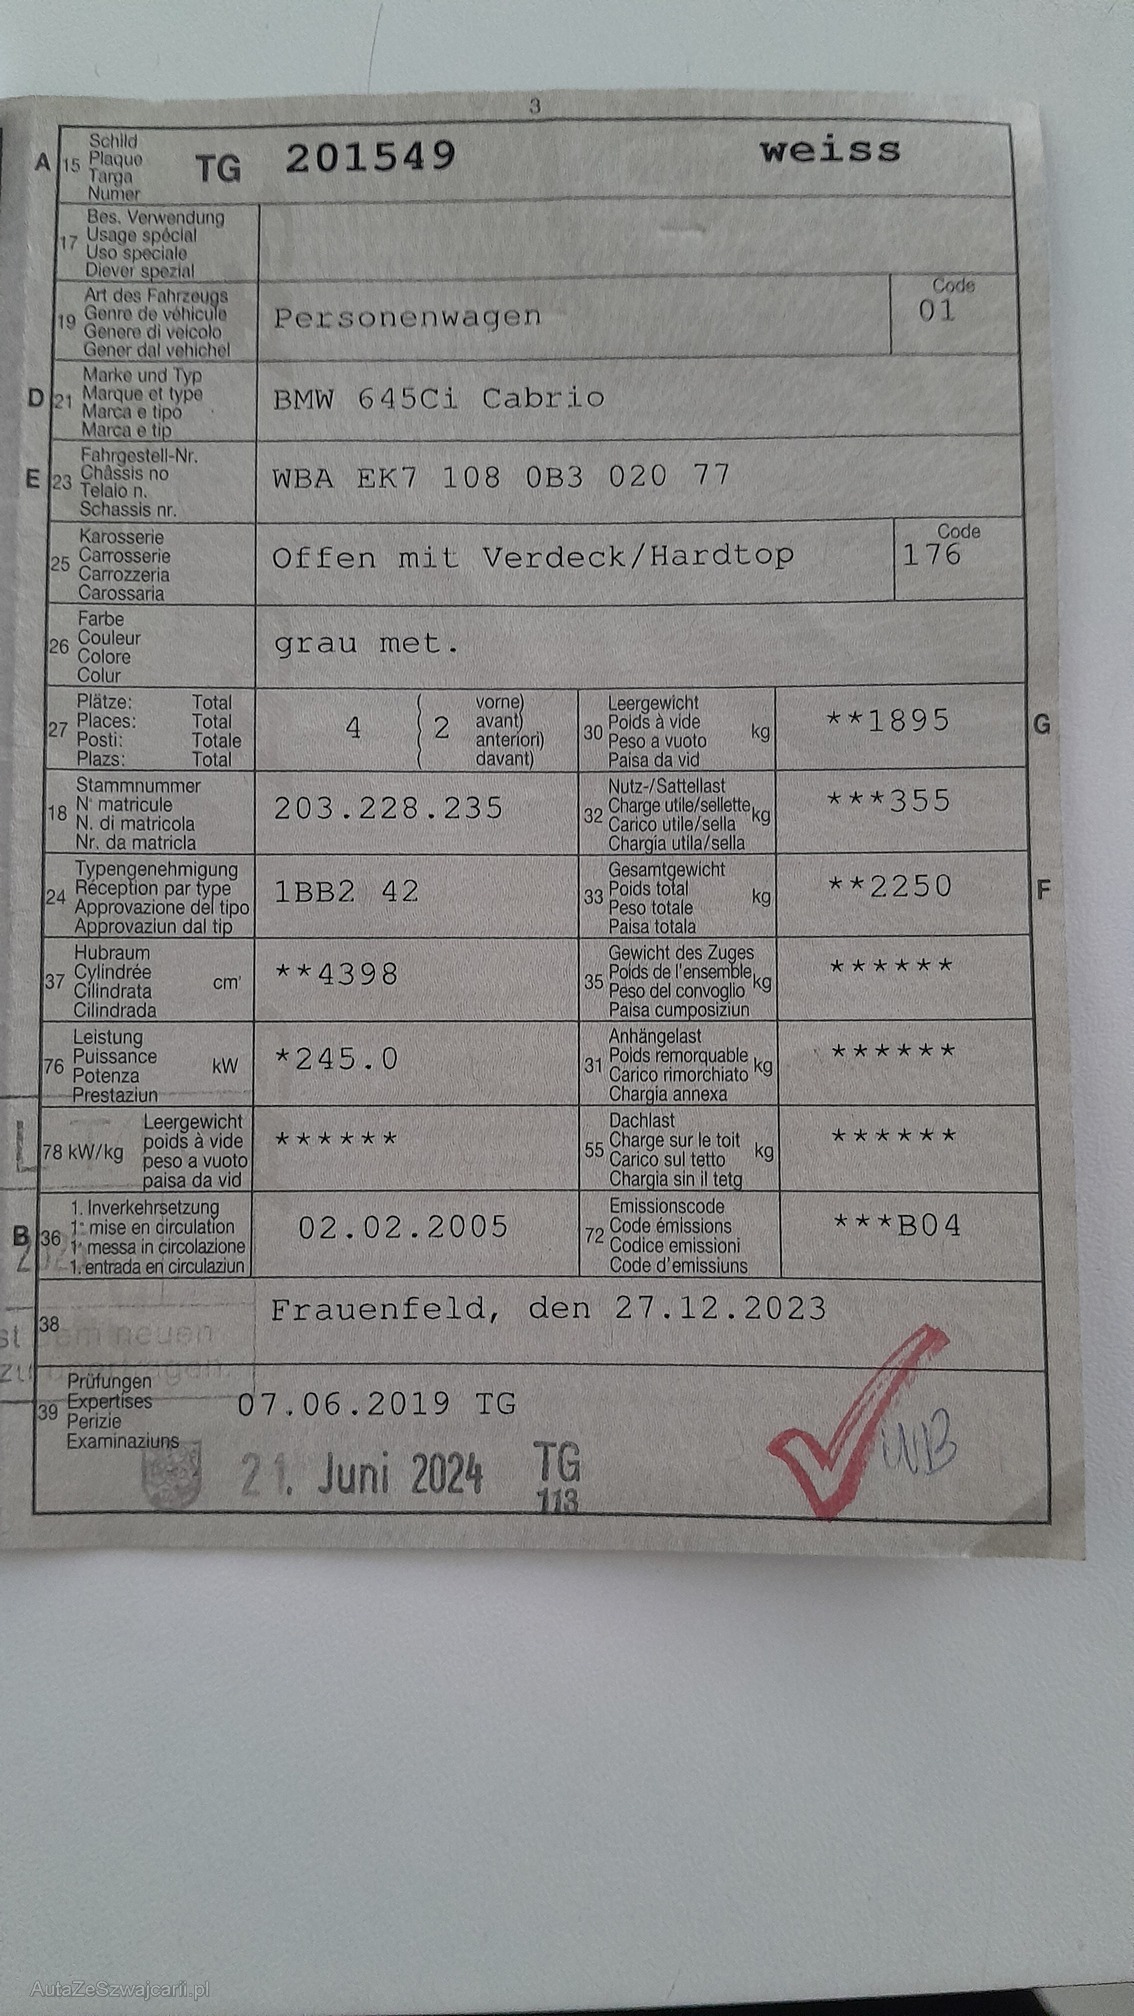 3
A 15 Schild
Plaque
Targa
Numer
TG 201549 weiss
17 Bes. Verwendung
Usage spécial
Uso speciale
Diever spezial
19 Art des Fahrzeugs
Genre de véhicule
Genere di veicolo
Gener dal vehichel
Personenwagen
Code
01
D 21 Marke und Typ
Marque et type
Marca e tipo
Marca e tip
BMW 645Ci Cabrio
E 23 Fahrgestell-Nr.
Châssis no
Telaio n.
Schassis nr.
WBA EK7 108 0B3 020 77
25 Karosserie
Carrosserie
Carrozzeria
Carossaria
Offen mit Verdeck/Hardtop
Code
176
26 Farbe
Couleur
Colore
Colur
grau met.
27 Plätze: Total
Places: Total
Posti: Totale
Plazs: Total
4 ( 2 vorne)
avant)
anteriori)
davant)
30 Leergewicht
Poids à vide
Peso a vuoto
Paisa da vid
kg
**1895
G
18 Stammnummer
N° matricule
N. di matricola
Nr. da matricla
203.228.235
32 Nutz-/Sattellast
Charge utile/sellette
Carico utile/sella
Chargia utila/sella
kg
***355
24 Typengenehmigung
Réception par type
Approvazione del tipo
Approvaziun dal tip
1BB2 42
33 Gesamtgewicht
Poids total
Peso totale
Paisa totala
kg
**2250
F
37 Hubraum
Cylindrée
Cilindrata
Cilindrada
cm³
**4398
35 Gewicht des Zuges
Poids de l'ensemble
Peso del convoglio
Paisa cumposiziun
kg
******
76 Leistung
Puissance
Potenza
Prestaziun
kW
*245.0
31 Anhängelast
Poids remorquable
Carico rimorchiato
Chargia annexa
kg
******
78 kW/kg
Leergewicht
poids à vide
peso a vuoto
paisa da vid
******
55 Dachlast
Charge sur le toit
Carico sul tetto
Chargia sin il tetg
kg
******
B 36 1. Inverkehrsetzung
1ᵉ mise en circulation
1ᵃ messa in circolazione
1. entrada en circulaziun
02.02.2005
72 Emissionscode
Code émissions
Codice emissioni
Code d'emissiuns
***B04
38 Frauenfeld, den 27.12.2023
39 Prüfungen
Expertises
Perizie
Examinaziuns
07.06.2019 TG
21. Juni 2024 TG
113
AutaZeSzwajcarii.pl